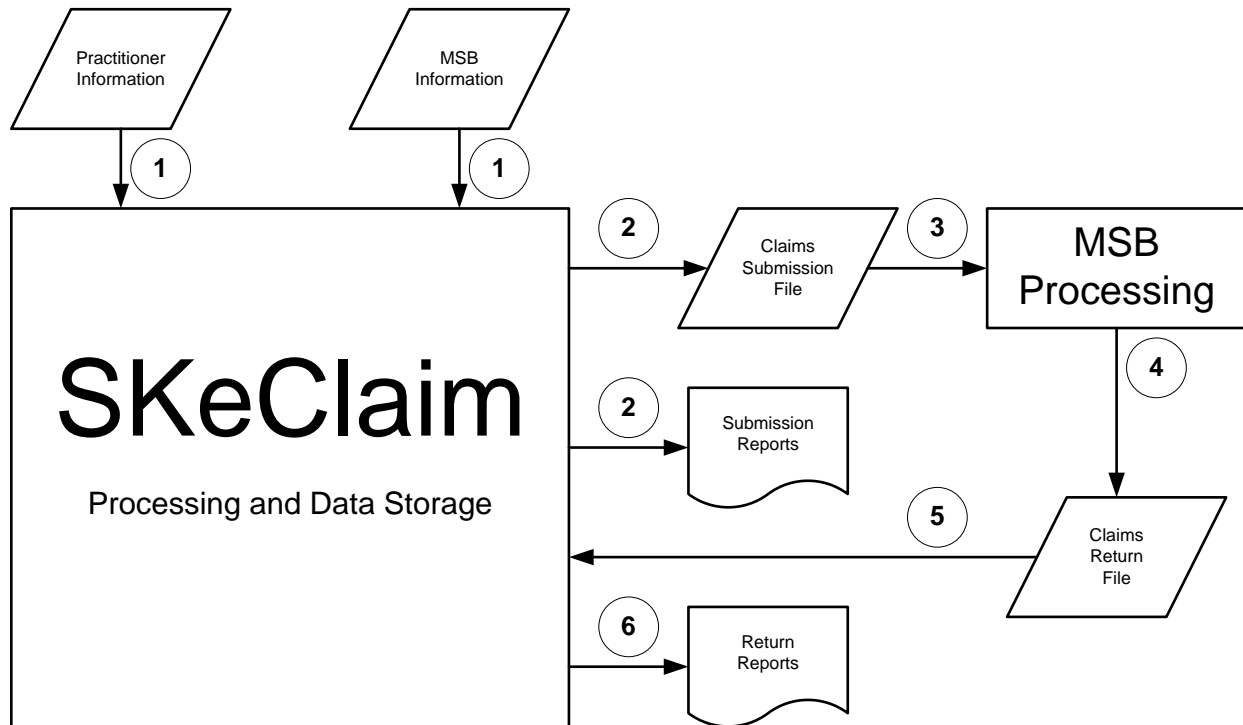 Practitioner
Information
MSB
Information
1
1
2
Claims
Submission
File
3
MSB
Processing
4
SKeClaim
Processing and Data Storage
2
Submission
Reports
5
Claims
Return
File
6
Return
Reports